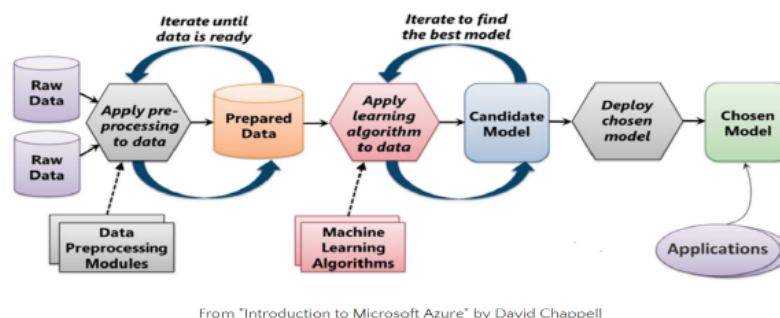 Iterate until
data is ready
Iterate to find
the best model
Raw
Data
Raw
Data
Apply pre-
processing
to data
Prepared
Data
Apply
learning
algorithm
to data
Candidate
Model
Deploy
chosen
model
Chosen
Model
Data
Preprocessing
Modules
Machine
Learning
Algorithms
Applications
From "Introduction to Microsoft Azure" by David Chappell